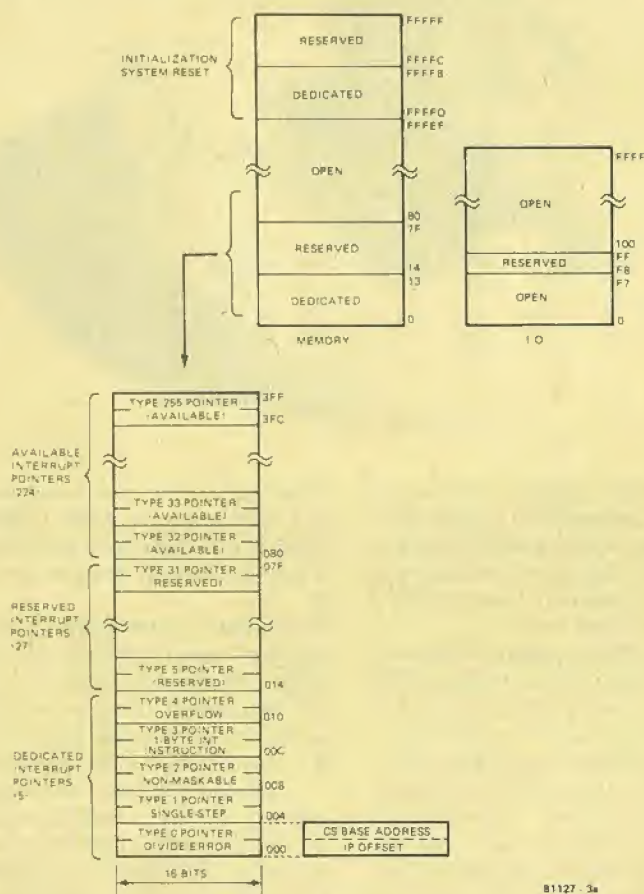 FFFFF
RESERVED
INITIALIZATION
SYSTEM RESET
FFFFC
FFFFB
DEDICATED
FFFF0
FFFEF
OPEN
80
7F
RESERVED
14
13
DEDICATED
0
MEMORY
FFFF
OPEN
100
FF
RESERVED
F8
F7
OPEN
0
I O
3FF
TYPE 255 POINTER
(AVAILABLE)
3FC
AVAILABLE
INTERRUPT
POINTERS
(224)
TYPE 33 POINTER
(AVAILABLE)
TYPE 32 POINTER
(AVAILABLE)
080
07F
TYPE 31 POINTER
(RESERVED)
RESERVED
INTERRUPT
POINTERS
(27)
TYPE 5 POINTER
(RESERVED)
014
TYPE 4 POINTER
OVERFLOW
010
TYPE 3 POINTER
1-BYTE INT
INSTRUCTION
00C
DEDICATED
INTERRUPT
POINTERS
(5)
TYPE 2 POINTER
NON-MASKABLE
008
TYPE 1 POINTER
SINGLE-STEP
004
TYPE 0 POINTER
DIVIDE ERROR
000
CS BASE ADDRESS
IP OFFSET
16 BITS
81127 - 3a